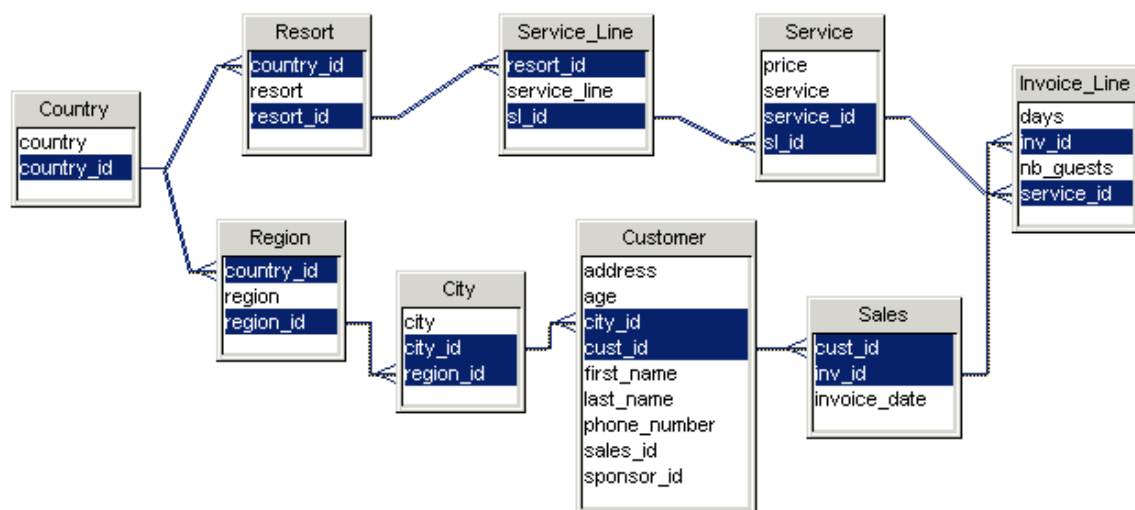 Country
country
country_id
Resort
country_id
resort
resort_id
Service_Line
resort_id
service_line
sl_id
Service
price
service
service_id
sl_id
Invoice_Line
days
inv_id
nb_guests
service_id
Region
country_id
region
region_id
City
city
city_id
region_id
Customer
address
age
city_id
cust_id
first_name
last_name
phone_number
sales_id
sponsor_id
Sales
cust_id
inv_id
invoice_date